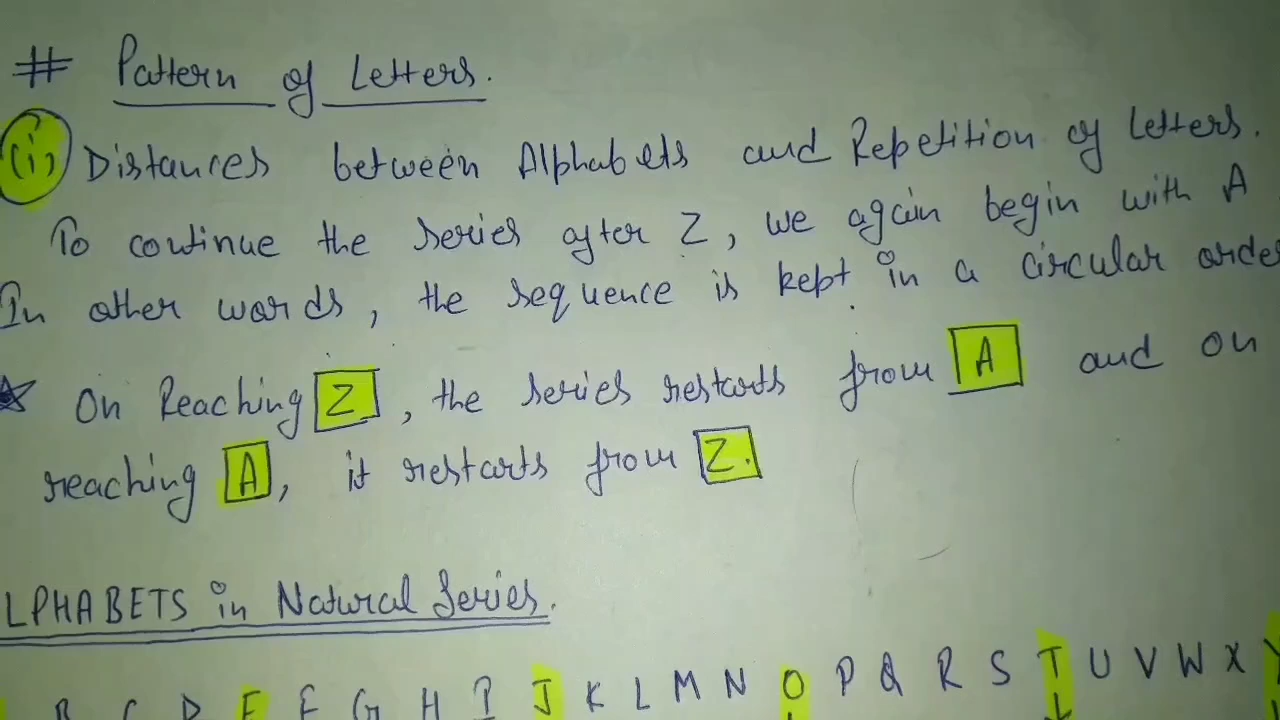 # Pattern of Letters.
(i) Distances between Alphabets and Repetition of Letters.
To continue the series after Z, we again begin with A.
In other words, the sequence is kept in a circular orde
☆ On Reaching Z, the series restarts from A and on
reaching A, it restarts from Z.
LPHABETS in Natural Series.
B C D E F G H I J K L M N O P Q R S T U V W X Y